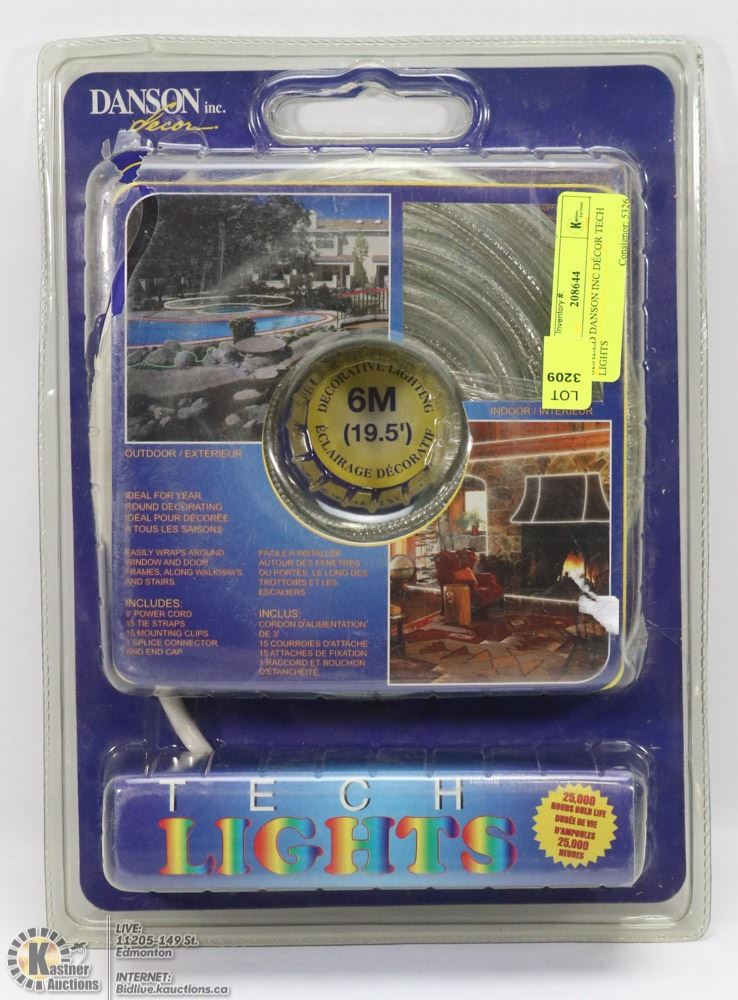 DANSON inc.
decor
Inventory #:
208644
DANSON INC DÉCOR TECH
LIGHTS
Consignor: 5326
LOT
3209
DECORATIVE LIGHTING
6M
(19.5')
ÉCLAIRAGE DÉCORATIF
OUTDOOR / EXTÉRIEUR
INDOOR / INTÉRIEUR
IDEAL FOR YEAR
ROUND DECORATING
IDÉAL POUR DÉCORÉE
A TOUS LES SAISONS
EASILY WRAPS AROUND
WINDOW AND DOOR
FRAMES, ALONG WALKWAYS
AND STAIRS.
INCLUDES:
3' POWER CORD
15 TIE STRAPS
15 MOUNTING CLIPS
1 SPLICE CONNECTOR
AND END CAP
FACILE A INSTALLER
AUTOUR DES FENÊTRES
OU PORTES, LE LONG DES
TROTTOIRS ET LES
ESCALIERS
INCLUS:
CORDON D'ALIMENTATION
DE 3'
15 COURROIES D'ATTACHE
15 ATTACHES DE FIXATION
1 RACCORD ET BOUCHON
D'ÉTANCHÉITÉ
TECH
LIGHTS
25,000
HOURS BULB LIFE
DURÉE DE VIE
D'AMPOULES
25,000
HEURES
Kastner
Auctions
LIVE:
11205-149 St.
Edmonton
INTERNET:
Bidlive.kauctions.ca